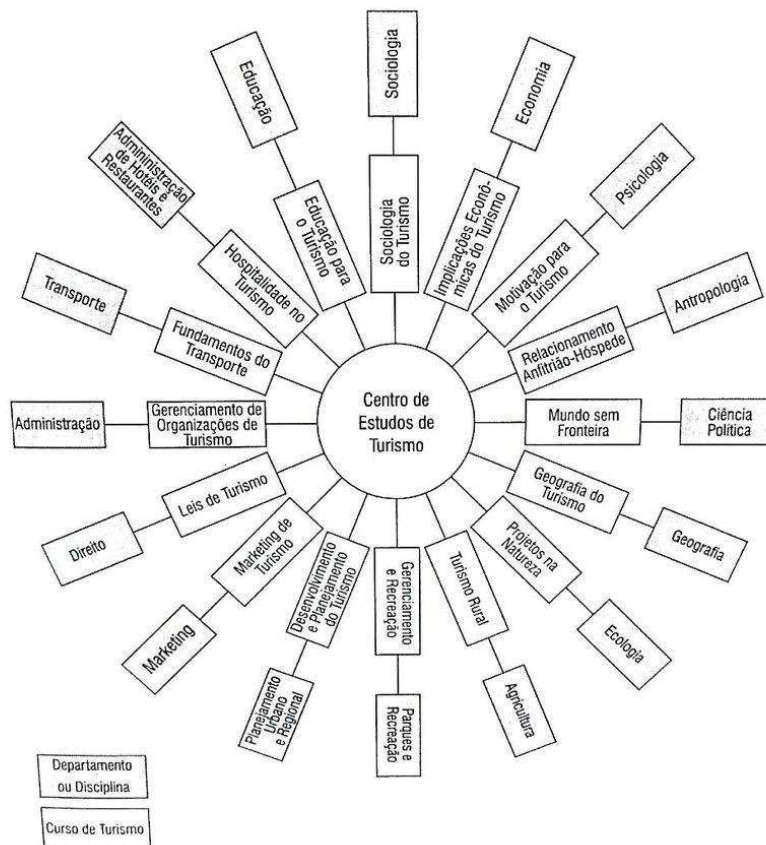 Sociologia
Sociologia
do Turismo
Economia
Implicações Econô-
micas do Turismo
Psicologia
Motivação para
o Turismo
Antropologia
Relacionamento
Anfitrião-Hóspede
Ciência
Política
Mundo sem
Fronteira
Geografia
Geografia do
Turismo
Ecologia
Projetos na
Natureza
Agricultura
Turismo Rural
Parques e
Recreação
Gerenciamento
e Recreação
Planejamento
Urbano
e Regional
Desenvolvimento
e Planejamento
do Turismo
Marketing
Marketing de
Turismo
Direito
Leis de Turismo
Administração
Gerenciamento de
Organizações de
Turismo
Transporte
Fundamentos do
Transporte
Admininistração
de Hotéis e
Restaurantes
Hospitalidade no
Turismo
Educação
Educação para
o Turismo
Centro de
Estudos de
Turismo
Departamento
ou Disciplina
Curso de Turismo